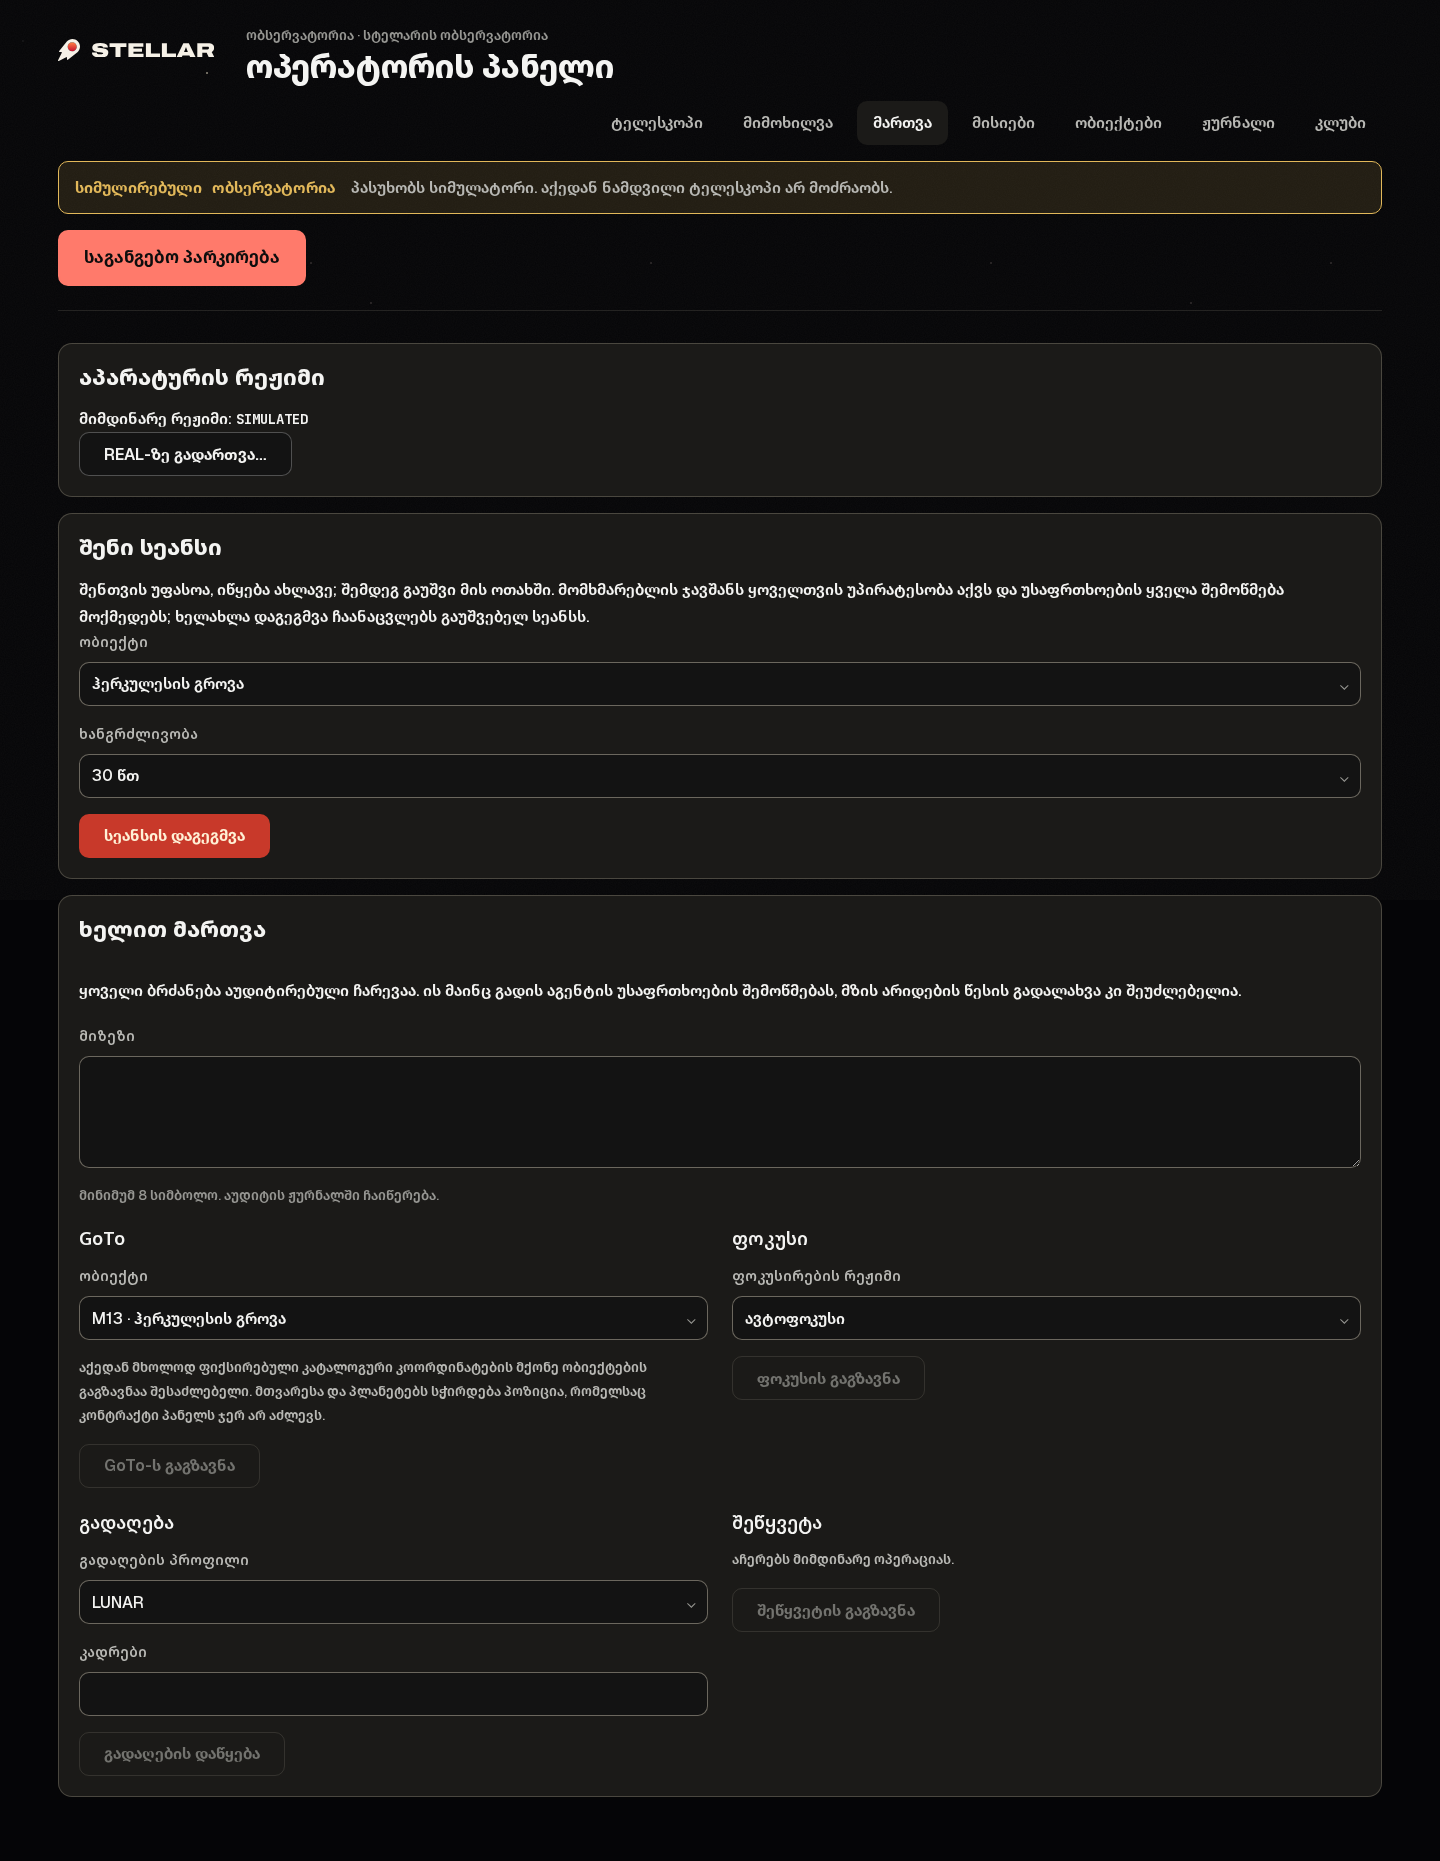 STELLAR
ობსერვატორია · სტელარის ობსერვატორია
ოპერატორის პანელი
ტელესკოპი მიმოხილვა მართვა მისიები ობიექტები ჟურნალი კლუბი
სიმულირებული ობსერვატორია პასუხობს სიმულატორი. აქედან ნამდვილი ტელესკოპი არ მოძრაობს.
საგანგებო პარკირება
აპარატურის რეჟიმი
მიმდინარე რეჟიმი: SIMULATED
REAL-ზე გადართვა...
შენი სეანსი
შენთვის უფასოა, იწყება ახლავე; შემდეგ გაუშვი მის ოთახში. მომხმარებლის ჯავშანს ყოველთვის უპირატესობა აქვს და უსაფრთხოების ყველა შემოწმება
მოქმედებს; ხელახლა დაგეგმვა ჩაანაცვლებს გაუშვებელ სეანსს.
ობიექტი
ჰერკულესის გროვა
ხანგრძლივობა
30 წთ
სეანსის დაგეგმვა
ხელით მართვა
ყოველი ბრძანება აუდიტირებული ჩარევაა. ის მაინც გადის აგენტის უსაფრთხოების შემოწმებას, მზის არიდების წესის გადალახვა კი შეუძლებელია.
მიზეზი
მინიმუმ 8 სიმბოლო. აუდიტის ჟურნალში ჩაიწერება.
GoTo
ობიექტი
M13 · ჰერკულესის გროვა
აქედან მხოლოდ ფიქსირებული კატალოგური კოორდინატების მქონე ობიექტების
გაგზავნაა შესაძლებელი. მთვარესა და პლანეტებს სჭირდება პოზიცია, რომელსაც
კონტრაქტი პანელს ჯერ არ აძლევს.
GoTo-ს გაგზავნა
ფოკუსი
ფოკუსირების რეჟიმი
ავტოფოკუსი
ფოკუსის გაგზავნა
გადაღება
გადაღების პროფილი
LUNAR
კადრები
გადაღების დაწყება
შეწყვეტა
აჩერებს მიმდინარე ოპერაციას.
შეწყვეტის გაგზავნა